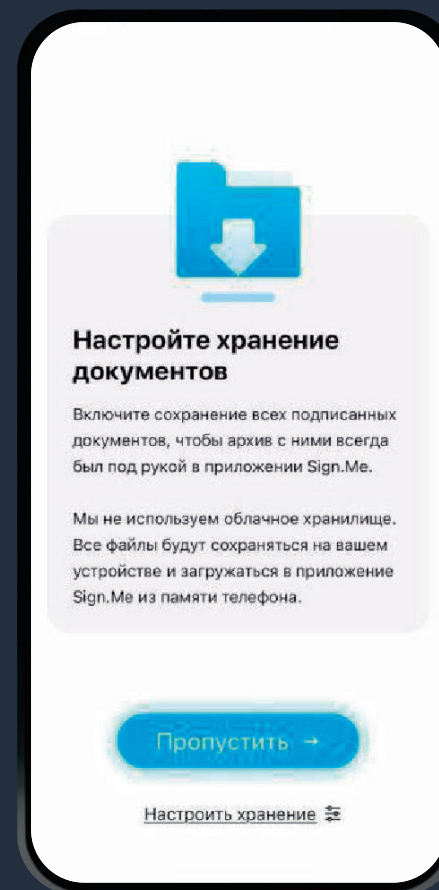 Настройте хранение
документов
Включите сохранение всех подписанных
документов, чтобы архив с ними всегда
был под рукой в приложении Sign.Me.
Мы не используем облачное хранилище.
Все файлы будут сохраняться на вашем
устройстве и загружаться в приложение
Sign.Me из памяти телефона.
Пропустить →
Настроить хранение